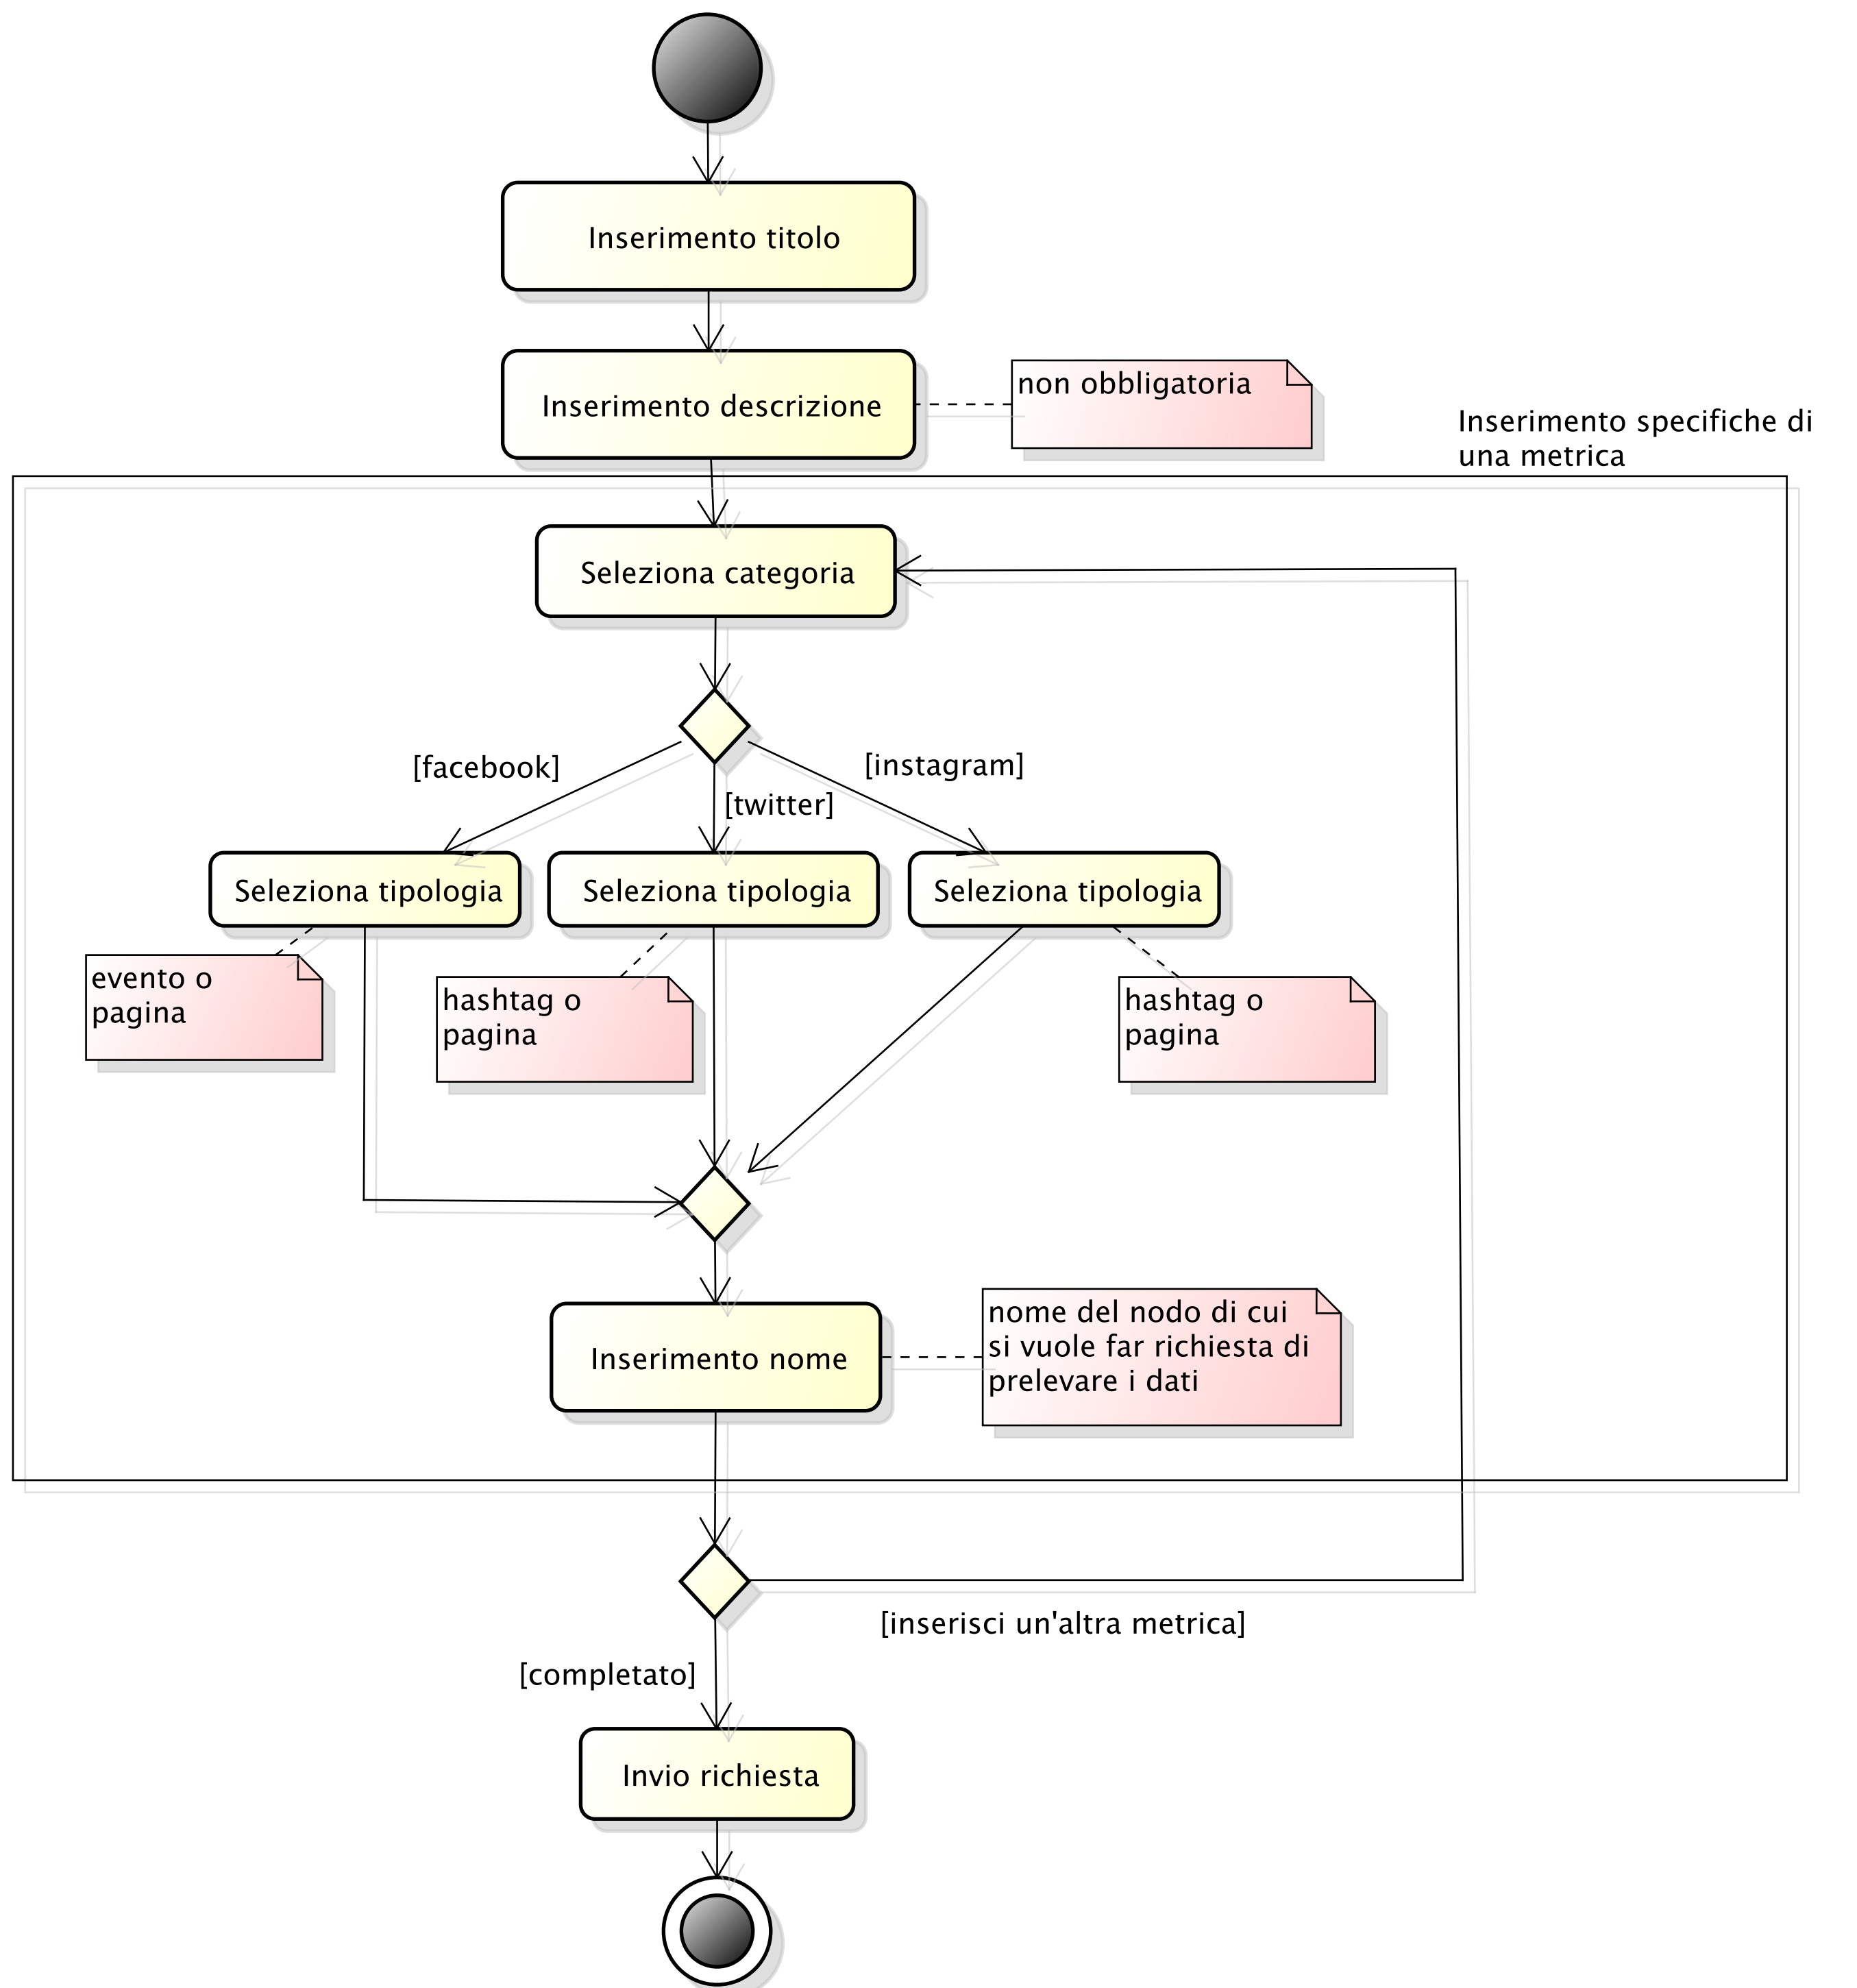 Inserimento titolo
Inserimento descrizione
non obbligatoria
Inserimento specifiche di
una metrica
Seleziona categoria
[facebook]
[twitter]
[instagram]
Seleziona tipologia
Seleziona tipologia
Seleziona tipologia
evento o
pagina
hashtag o
pagina
hashtag o
pagina
Inserimento nome
nome del nodo di cui
si vuole far richiesta di
prelevare i dati
[inserisci un'altra metrica]
[completato]
Invio richiesta